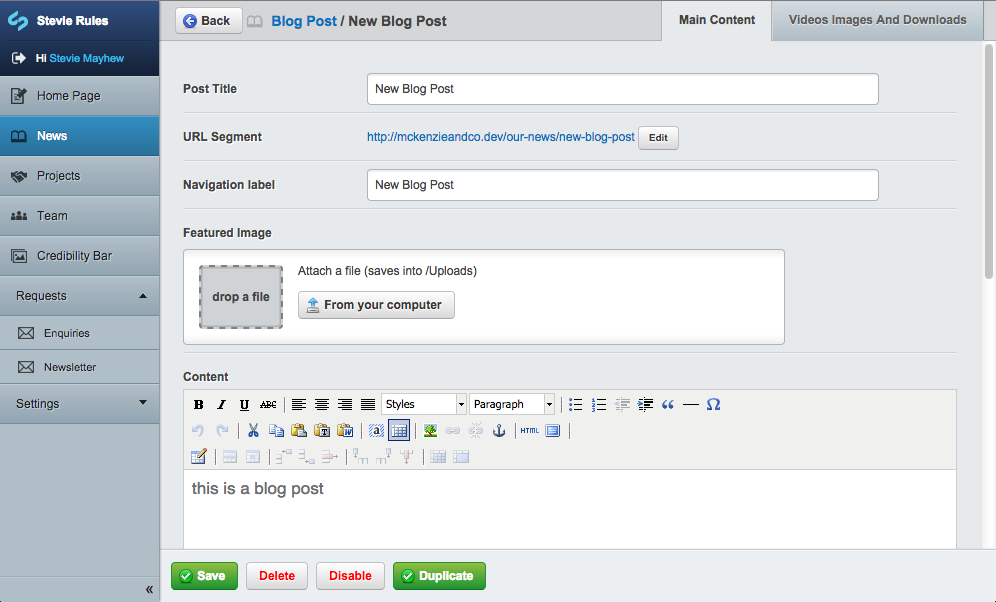 Stevie Rules
Hi Stevie Mayhew
Home Page
News
Projects
Team
Credibility Bar
Requests
Enquiries
Newsletter
Settings
«
Back
Blog Post / New Blog Post
Main Content
Videos Images And Downloads
Post Title
New Blog Post
URL Segment
http://mckenzieandco.dev/our-news/new-blog-post
Edit
Navigation label
New Blog Post
Featured Image
drop a file
Attach a file (saves into /Uploads)
From your computer
Content
B I U ABC Styles Paragraph “ — Ω
a HTML
this is a blog post
Save Delete Disable Duplicate